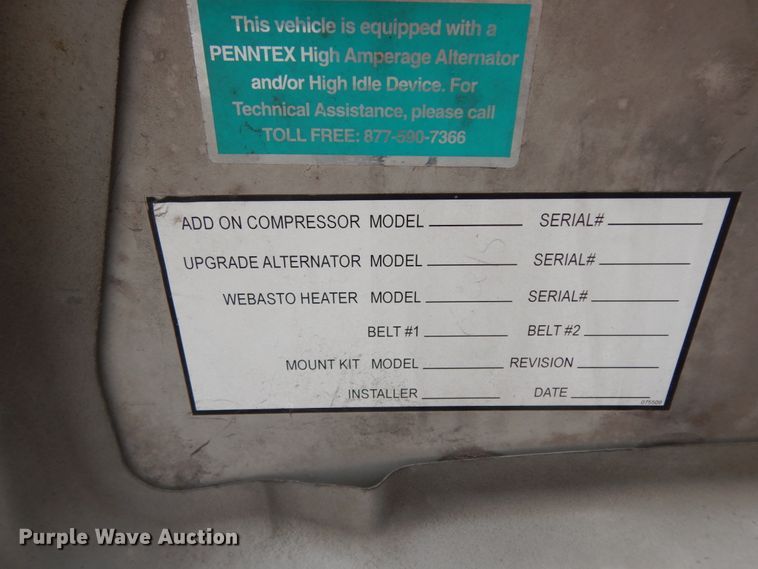 This vehicle is equipped with a
PENNTEX High Amperage Alternator
and/or High Idle Device. For
Technical Assistance, please call
TOLL FREE: 877-590-7366
ADD ON COMPRESSOR MODEL SERIAL#
UPGRADE ALTERNATOR MODEL SERIAL#
WEBASTO HEATER MODEL SERIAL#
BELT #1 BELT #2
MOUNT KIT MODEL REVISION
INSTALLER DATE
075509
Purple Wave Auction